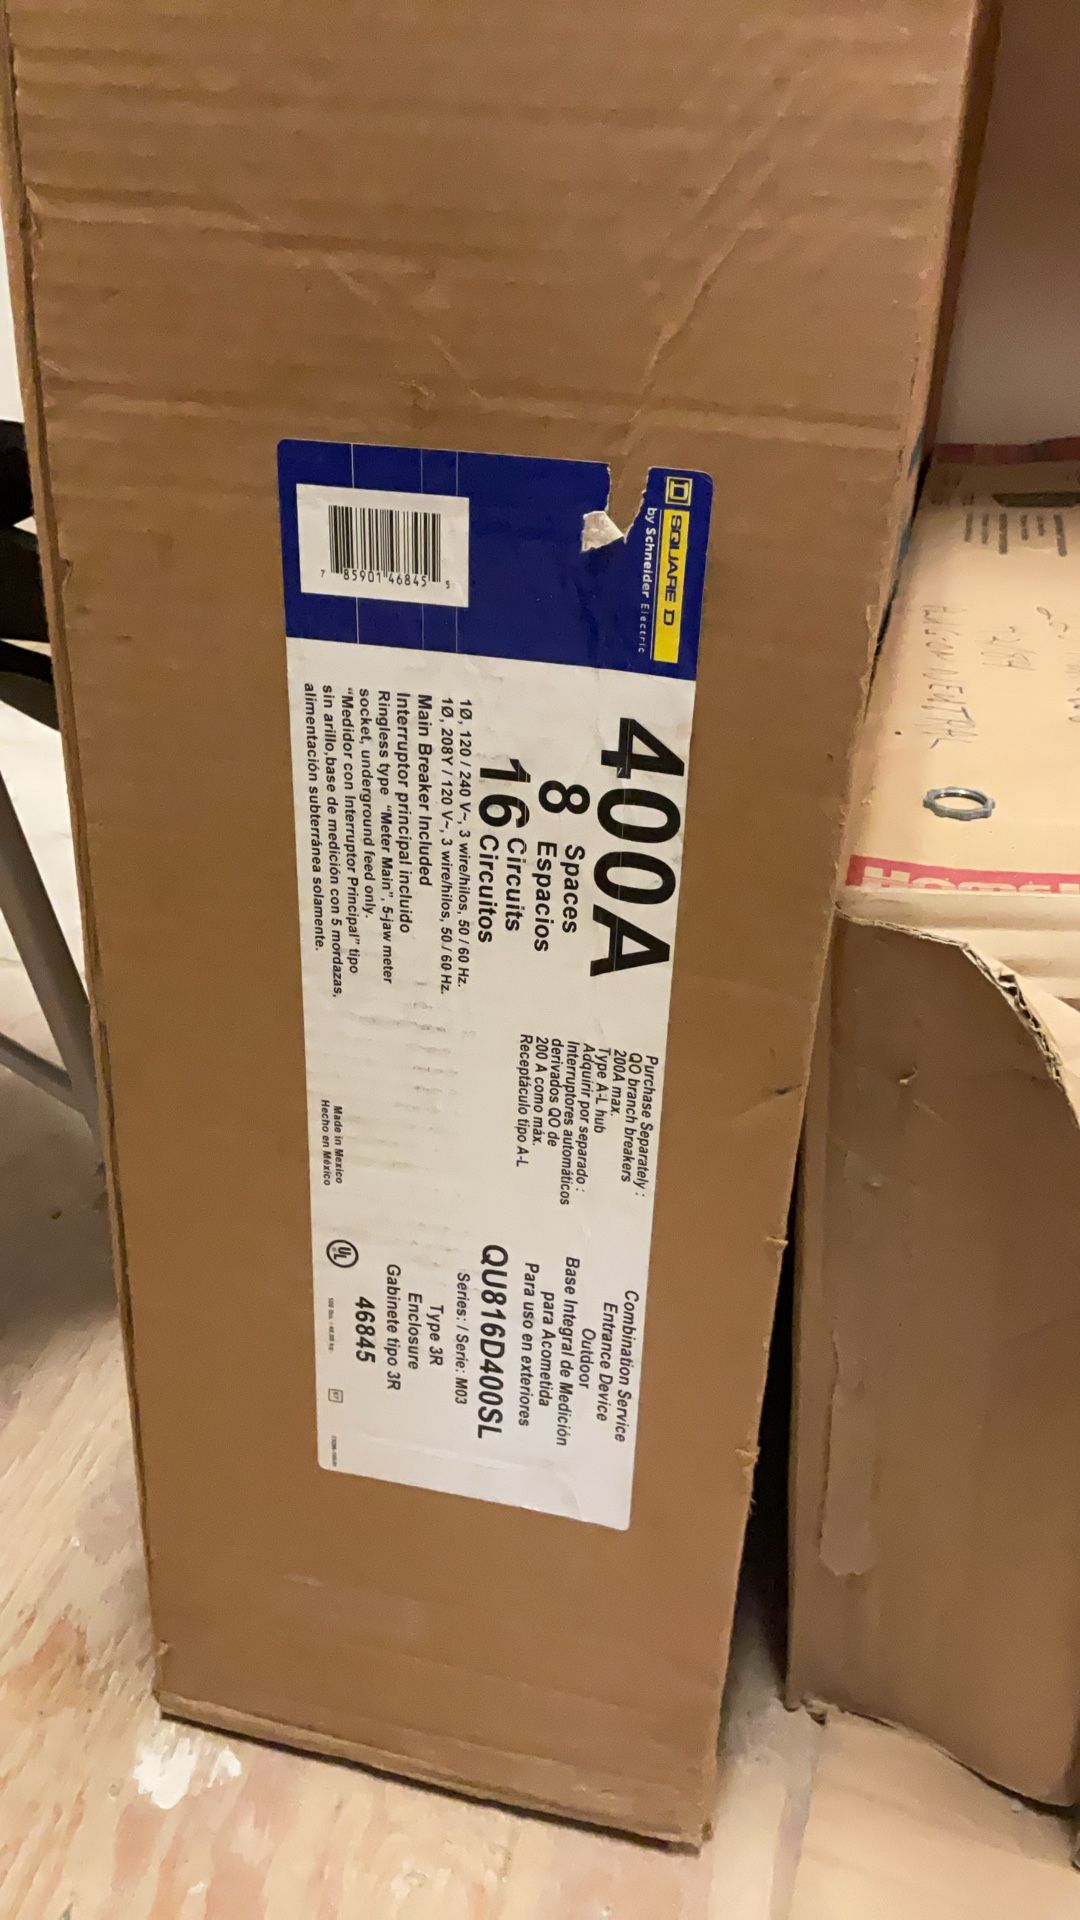 SQUARE D
by Schneider Electric
7 85901 46845 5
400A
8 Spaces
Espacios
16 Circuits
Circuitos
1Ø, 120 / 240 V~, 3 wire/hilos, 50 / 60 Hz.
1Ø, 208Y / 120 V~, 3 wire/hilos, 50 / 60 Hz.
Main Breaker Included
Interruptor principal incluido
Ringless type "Meter Main", 5-jaw meter
socket, underground feed only.
"Medidor con Interruptor Principal" tipo
sin arillo,base de medición con 5 mordazas,
alimentación subterránea solamente.
Purchase Separately :
QO branch breakers
200A max.
Type A-L hub
Adquirir por separado :
Interruptores automáticos
derivados QO de
200 A como máx.
Receptáculo tipo A-L
Made in Mexico
Hecho en México
Combination Service
Entrance Device
Outdoor
Base Integral de Medición
para Acometida
Para uso en exteriores
QU816D400SL
Series: / Serie: M03
Type 3R
Enclosure
Gabinete tipo 3R
46845
UL
NEUTRAL